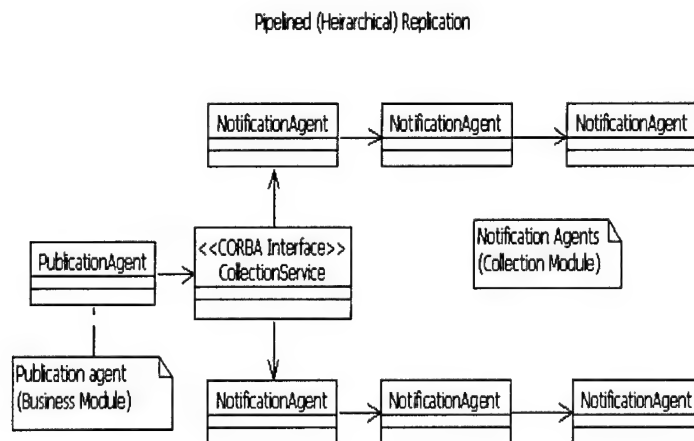 Pipelined (Heirarchical) Replication
NotificationAgent
NotificationAgent
NotificationAgent
<<CORBA Interface>>
CollectionService
PublicationAgent
Notification Agents
(Collection Module)
Publication agent
(Business Module)
NotificationAgent
NotificationAgent
NotificationAgent